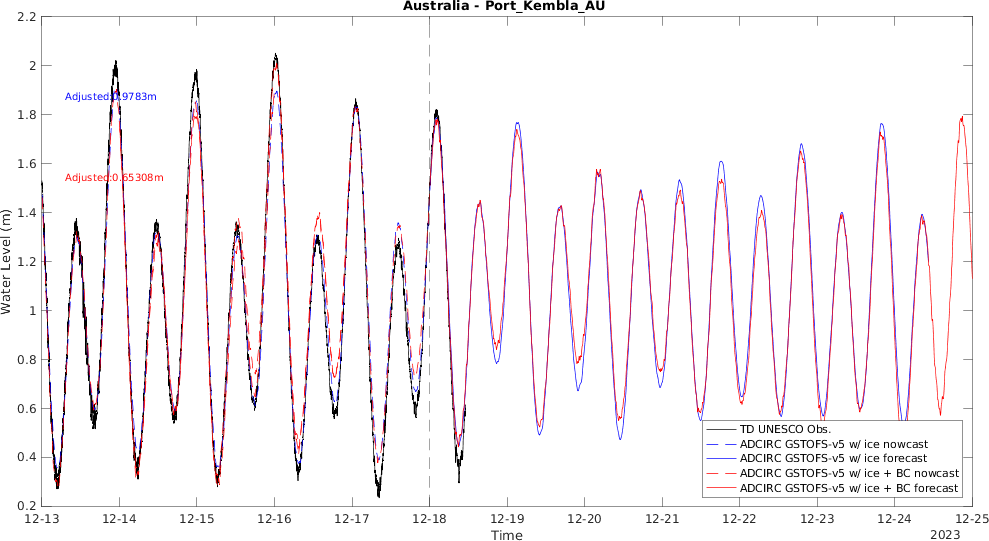 Australia - Port_Kembla_AU
2.2
2
1.8
1.6
1.4
1.2
1
0.8
0.6
0.4
0.2
Water Level (m)
Adjusted:0.9783m
Adjusted:0.65308m
TD UNESCO Obs.
ADCIRC GSTOFS-v5 w/ ice nowcast
ADCIRC GSTOFS-v5 w/ ice forecast
ADCIRC GSTOFS-v5 w/ ice + BC nowcast
ADCIRC GSTOFS-v5 w/ ice + BC forecast
12-13 12-14 12-15 12-16 12-17 12-18 12-19 12-20 12-21 12-22 12-23 12-24 12-25
Time
2023